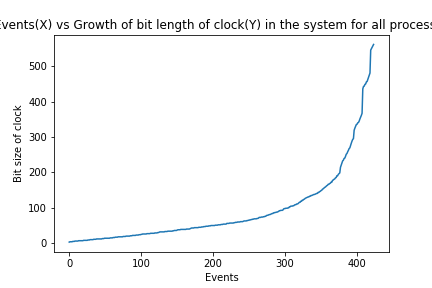 Events(X) vs Growth of bit length of clock(Y) in the system for all process
500
400
300
200
100
0
Bit size of clock
0 100 200 300 400
Events